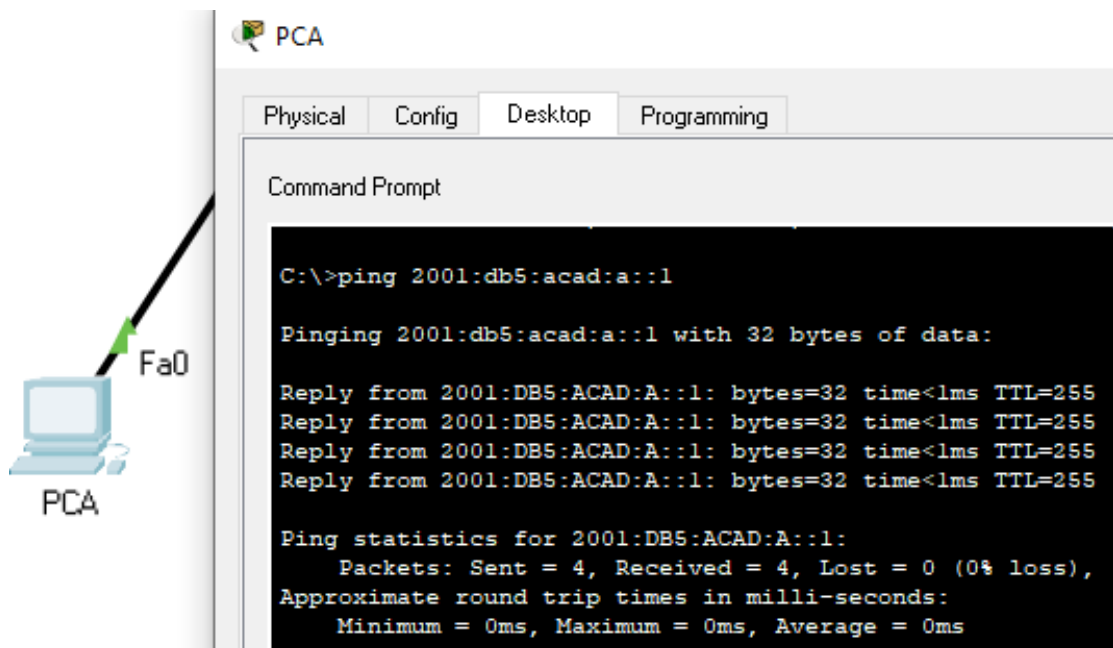 PCA
Physical Config Desktop Programming
Command Prompt
C:\>ping 2001:db5:acad:a::1
Pinging 2001:db5:acad:a::1 with 32 bytes of data:
Reply from 2001:DB5:ACAD:A::1: bytes=32 time<1ms TTL=255
Reply from 2001:DB5:ACAD:A::1: bytes=32 time<1ms TTL=255
Reply from 2001:DB5:ACAD:A::1: bytes=32 time<1ms TTL=255
Reply from 2001:DB5:ACAD:A::1: bytes=32 time<1ms TTL=255
Ping statistics for 2001:DB5:ACAD:A::1:
Packets: Sent = 4, Received = 4, Lost = 0 (0% loss),
Approximate round trip times in milli-seconds:
Minimum = 0ms, Maximum = 0ms, Average = 0ms
Fa0
PCA